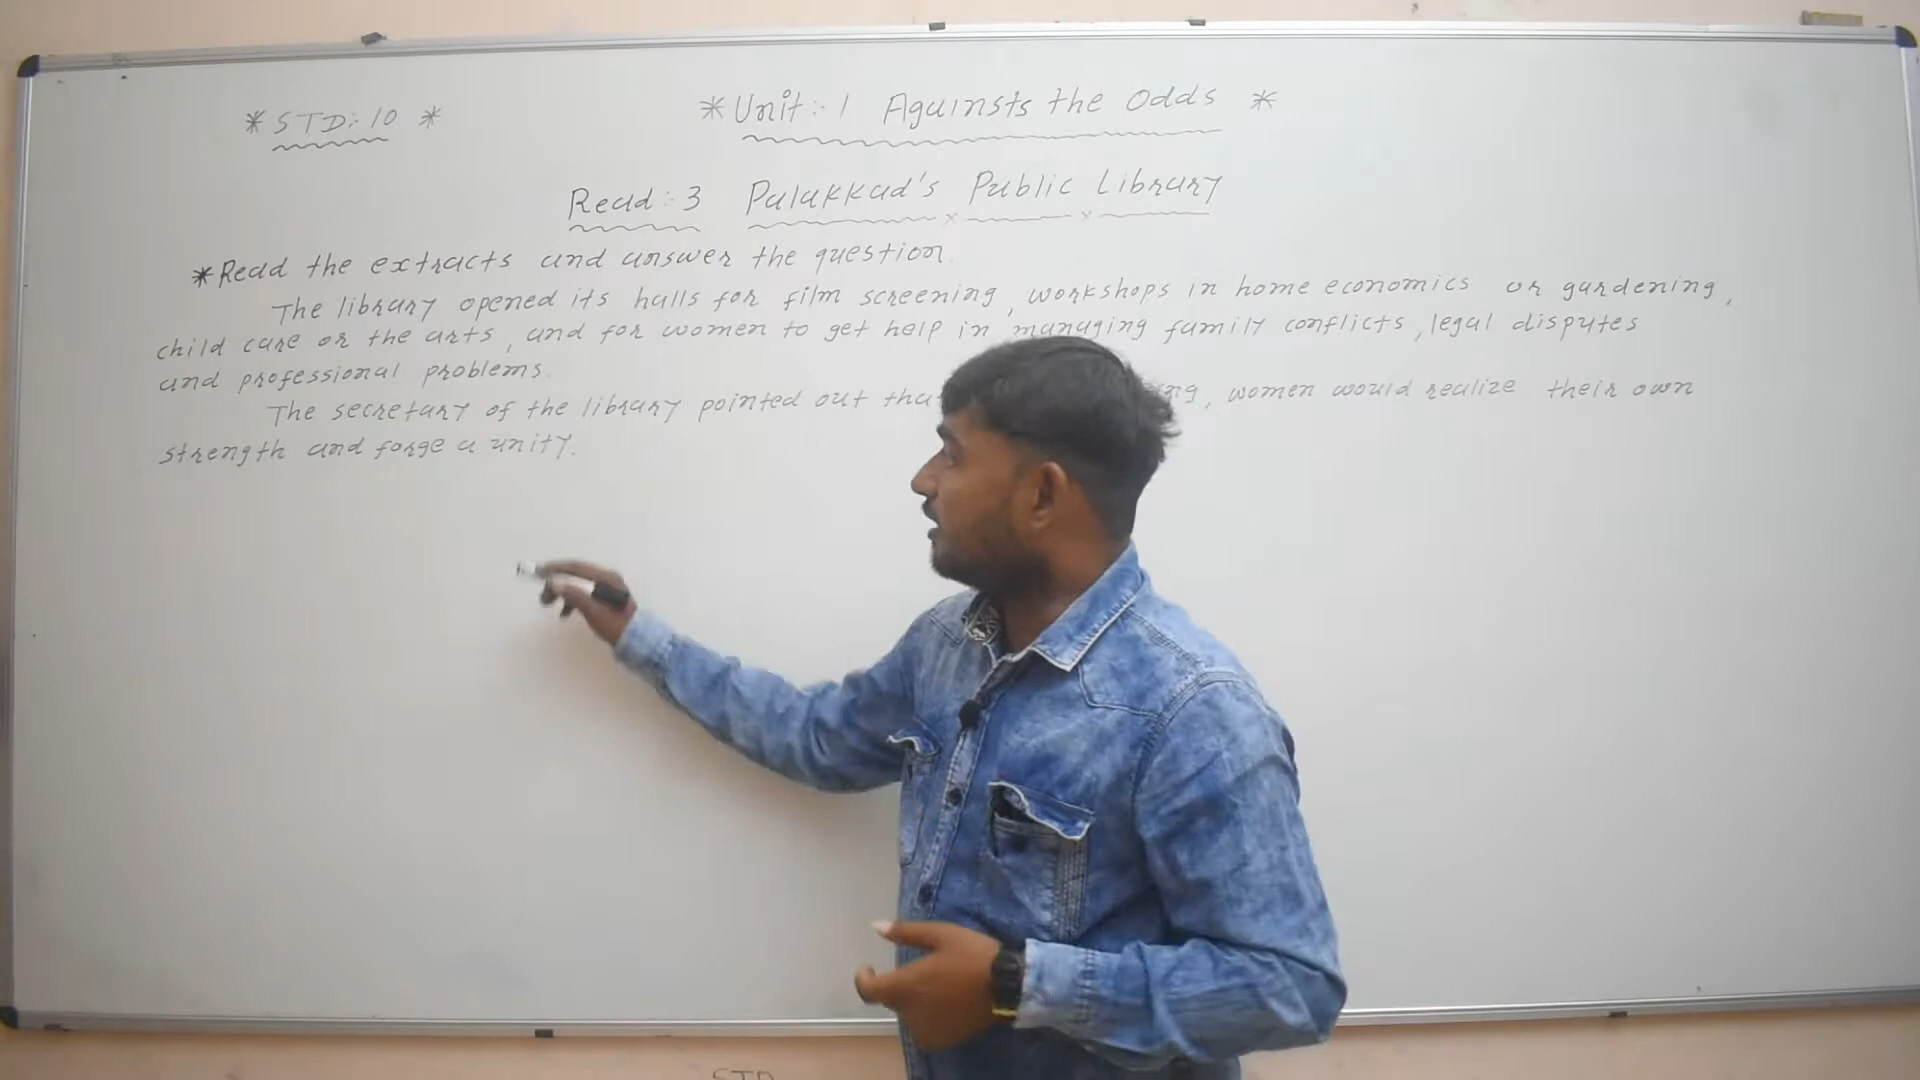 * STD:- 10 *
* Unit:- 1 Againsts the Odds *
Read:- 3 Palakkad's Public Library
* Read the extracts and answer the question.
The library opened its halls for film screening, workshops in home economics or gardening,
child care or the arts, and for women to get help in managing family conflicts, legal disputes
and professional problems.
The secretary of the library pointed out that women would realize their own
strength and forge a unity.
STD